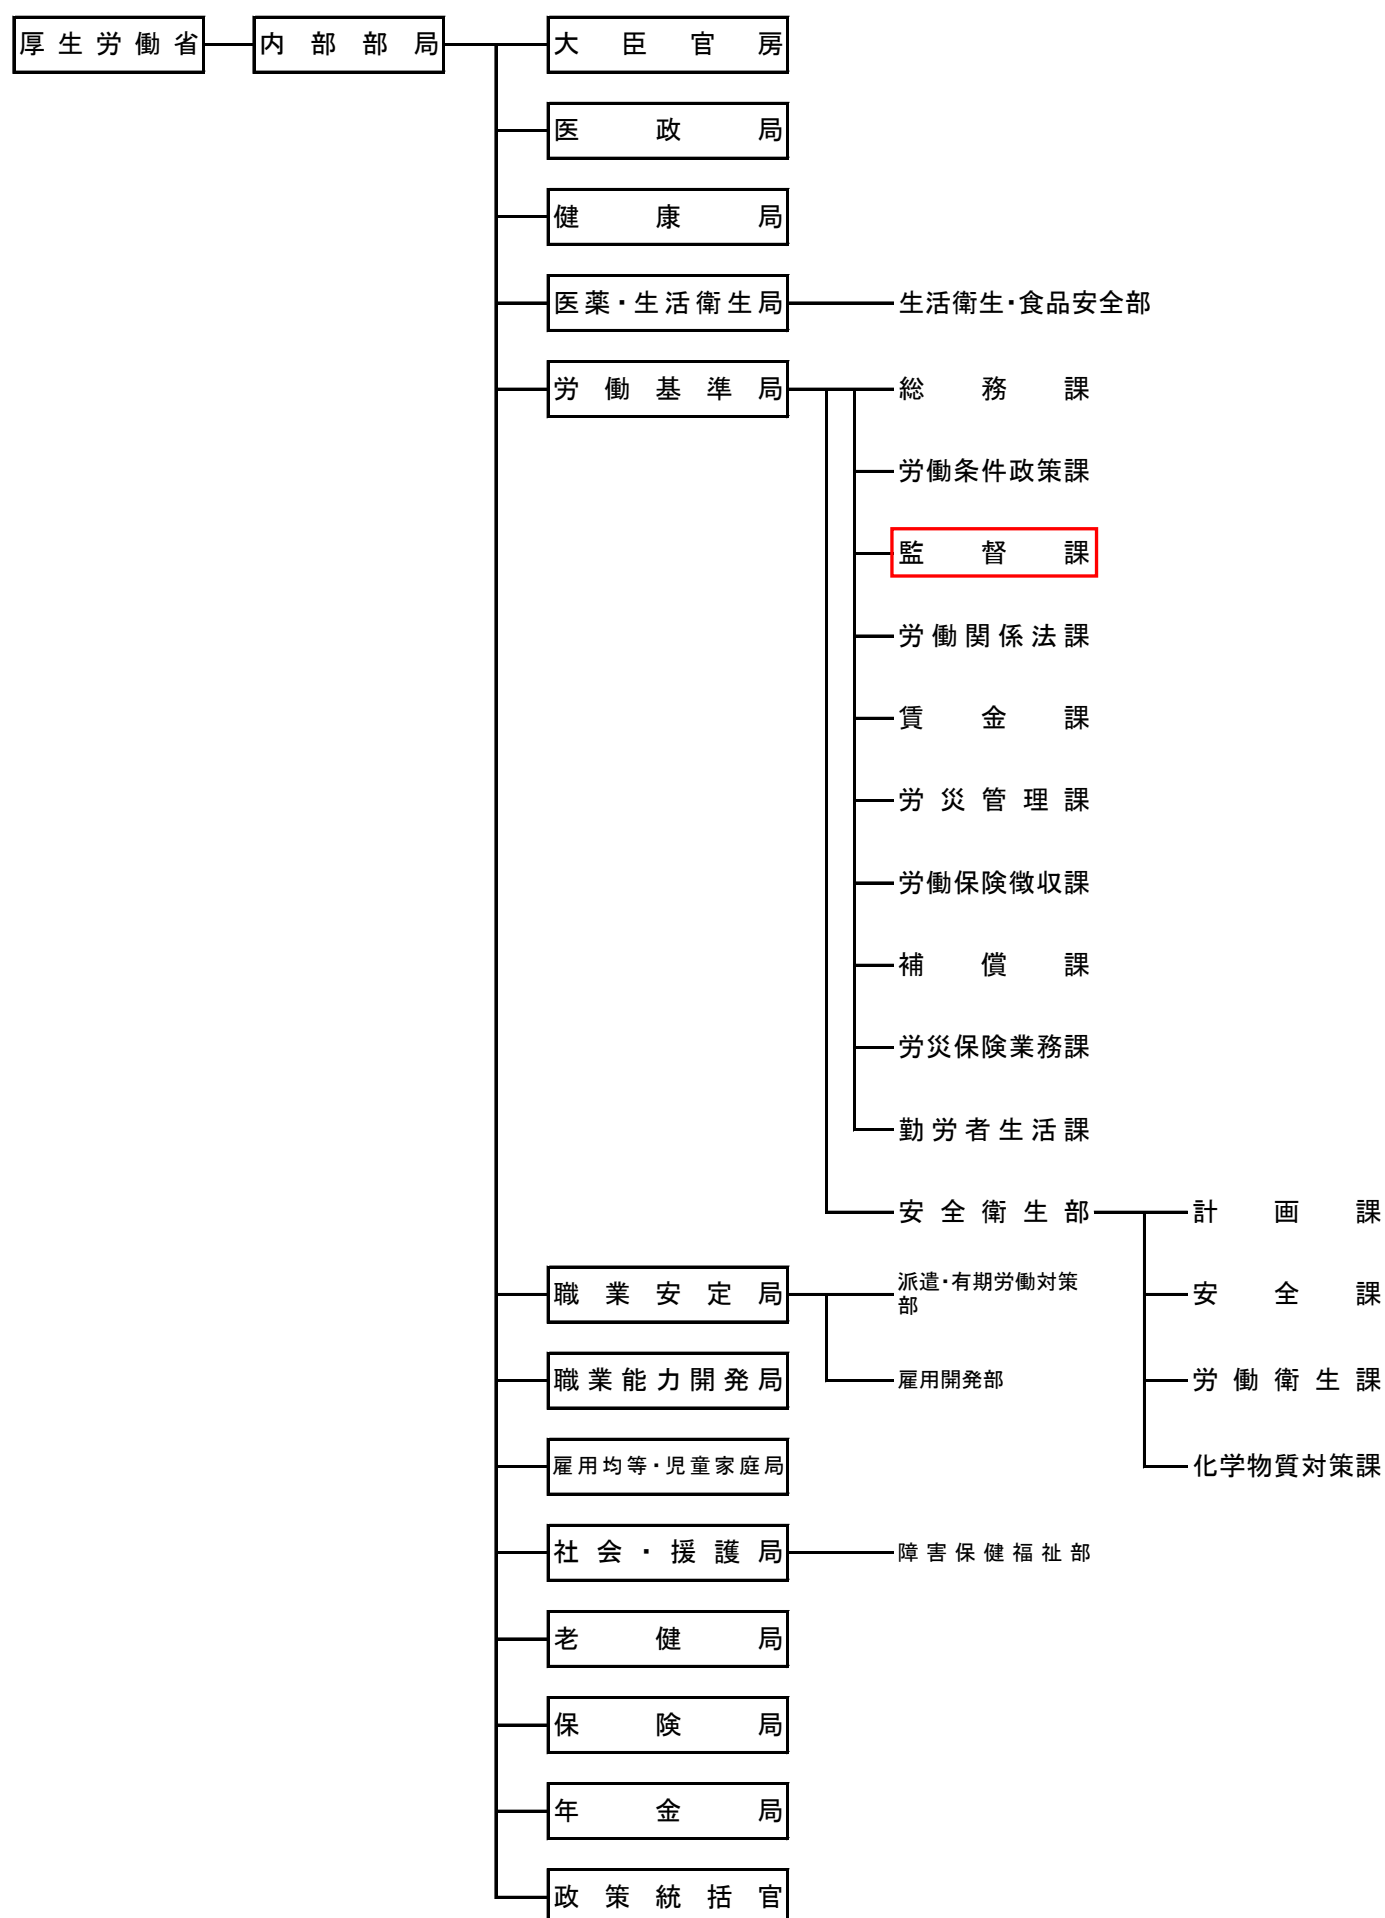 厚生労働省
内部部局
大臣官房
医政局
健康局
医薬・生活衛生局
生活衛生・食品安全部
労働基準局
総務課
労働条件政策課
監督課
労働関係法課
賃金課
労災管理課
労働保険徴収課
補償課
労災保険業務課
勤労者生活課
安全衛生部
計画課
職業安定局
派遣・有期労働対策
部
安全課
職業能力開発局
雇用開発部
労働衛生課
雇用均等・児童家庭局
化学物質対策課
社会・援護局
障害保健福祉部
老健局
保険局
年金局
政策統括官